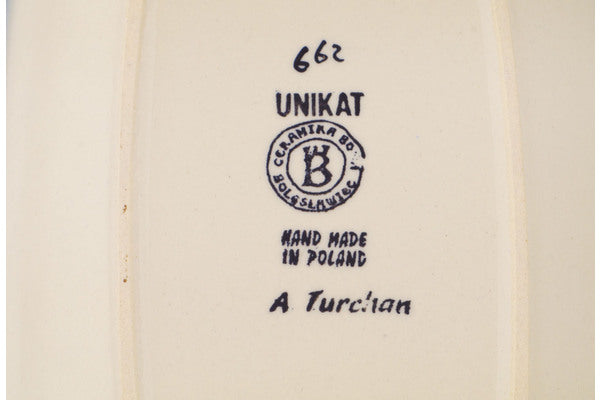 662
UNIKAT
CERAMIKA BO
B
BOLESŁAWIEC
HAND MADE
IN POLAND
A Turchan